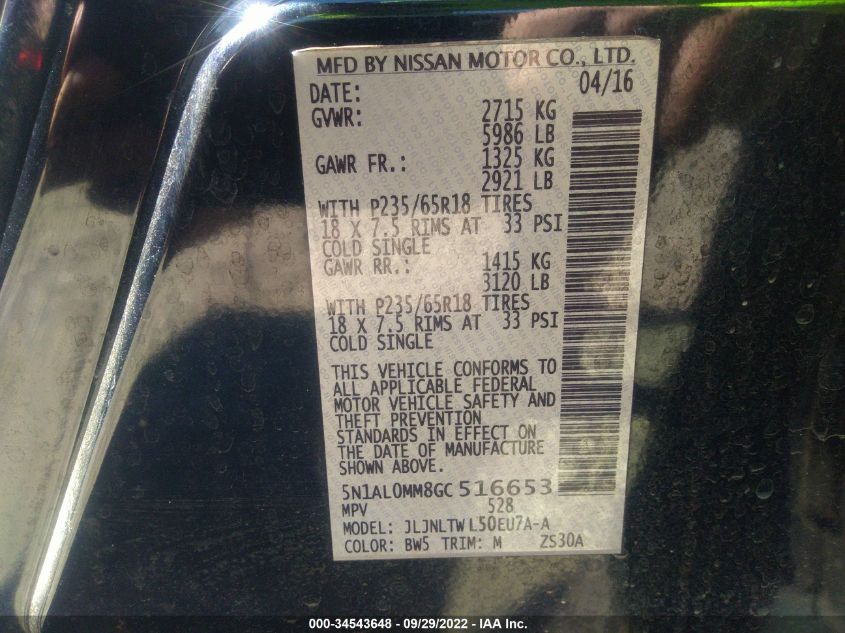 MFD BY NISSAN MOTOR CO., LTD.
DATE: 04/16
GVWR: 2715 KG
5986 LB
GAWR FR.: 1325 KG
2921 LB
WITH P235/65R18 TIRES
18 X 7.5 RIMS AT 33 PSI
COLD SINGLE
GAWR RR.: 1415 KG
3120 LB
WITH P235/65R18 TIRES
18 X 7.5 RIMS AT 33 PSI
COLD SINGLE
THIS VEHICLE CONFORMS TO
ALL APPLICABLE FEDERAL
MOTOR VEHICLE SAFETY AND
THEFT PREVENTION
STANDARDS IN EFFECT ON
THE DATE OF MANUFACTURE
SHOWN ABOVE.
5N1AL0MM8GC 516653
MPV 528
MODEL: JLJNLTW L50EU7A-A
COLOR: BW5 TRIM: M ZS30A
000-34543648 - 09/29/2022 - IAA Inc.